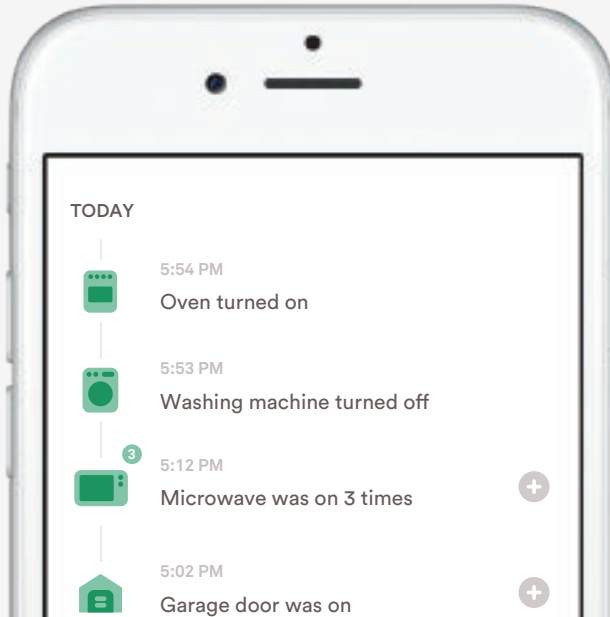 TODAY
5:54 PM
Oven turned on
5:53 PM
Washing machine turned off
3
5:12 PM
Microwave was on 3 times
5:02 PM
Garage door was on